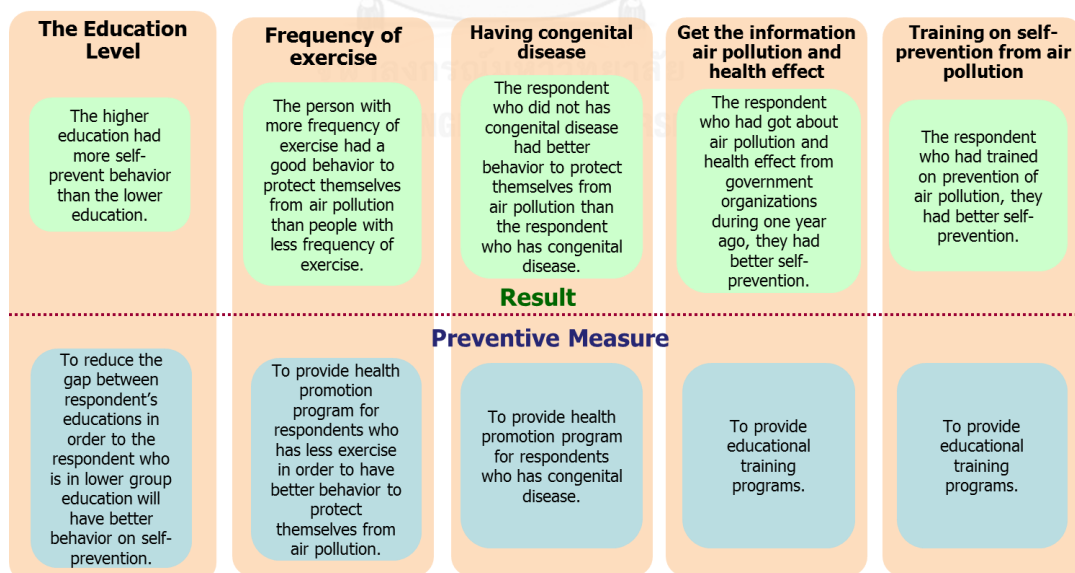 The Education
Level
Frequency of
exercise
Having congenital
disease
Get the information
air pollution and
health effect
Training on self-
prevention from air
pollution
The higher
education had
more self-
prevent behavior
than the lower
education.
The person with
more frequency of
exercise had a
good behavior to
protect themselves
from air pollution
than people with
less frequency of
exercise.
The respondent
who did not has
congenital disease
had better
behavior to protect
themselves from
air pollution than
the respondent
who has congenital
disease.
The respondent
who had got about
air pollution and
health effect from
government
organizations
during one year
ago, they had
better self-
prevention.
The respondent
who had trained
on prevention of
air pollution, they
had better self-
prevention.
Result
Preventive Measure
To reduce the
gap between
respondent’s
educations in
order to the
respondent who
is in lower group
education will
have better
behavior on self-
prevention.
To provide health
promotion
program for
respondents who
has less exercise
in order to have
better behavior to
protect
themselves from
air pollution.
To provide health
promotion program
for respondents
who has congenital
disease.
To provide
educational
training
programs.
To provide
educational
training
programs.